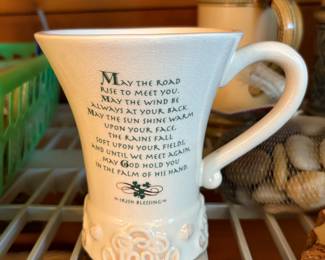 MAY THE ROAD
RISE TO MEET YOU.
MAY THE WIND BE
ALWAYS AT YOUR BACK.
MAY THE SUN SHINE WARM
UPON YOUR FACE,
THE RAINS FALL
SOFT UPON YOUR FIELDS,
AND UNTIL WE MEET AGAIN,
MAY GOD HOLD YOU
IN THE PALM OF HIS HAND.
IRISH BLESSING